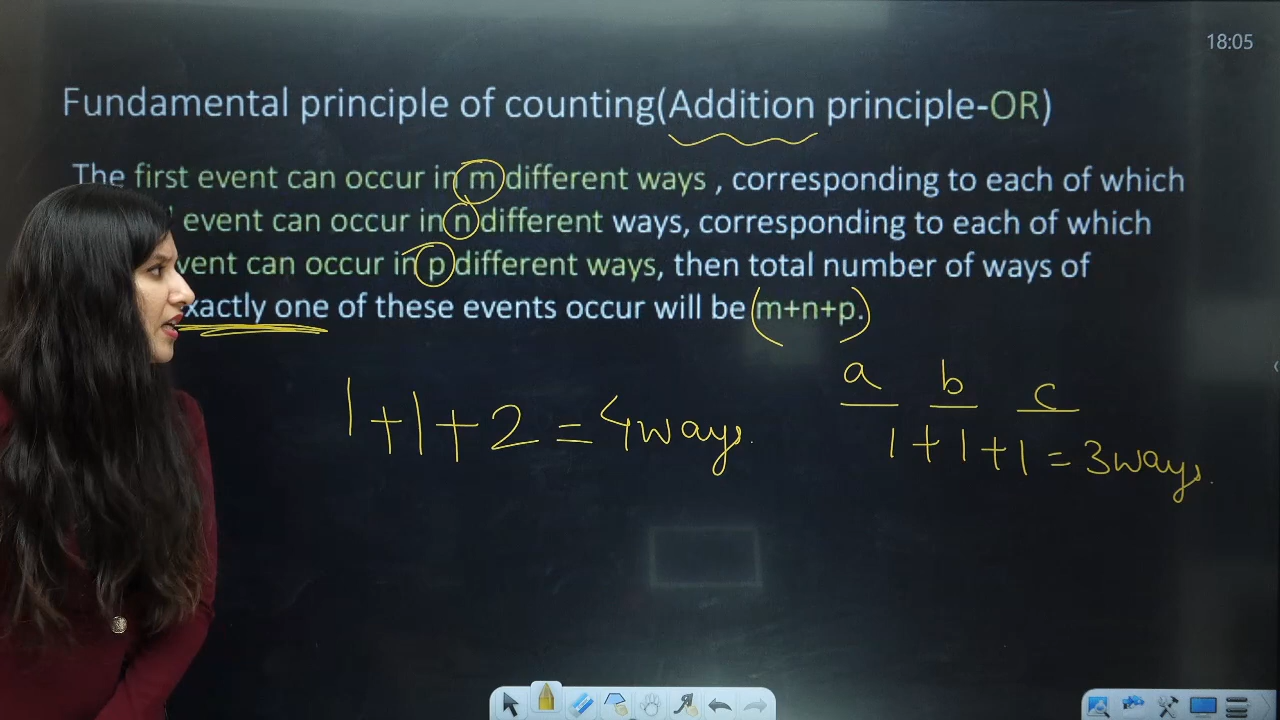 18:05
Fundamental principle of counting(Addition principle-OR)
The first event can occur in m different ways , corresponding to each of which
event can occur in n different ways, corresponding to each of which
can occur in p different ways, then total number of ways of
one of these events occur will be (m+n+p).
a b c
1+1+2=4ways.
1+1+1=3ways.